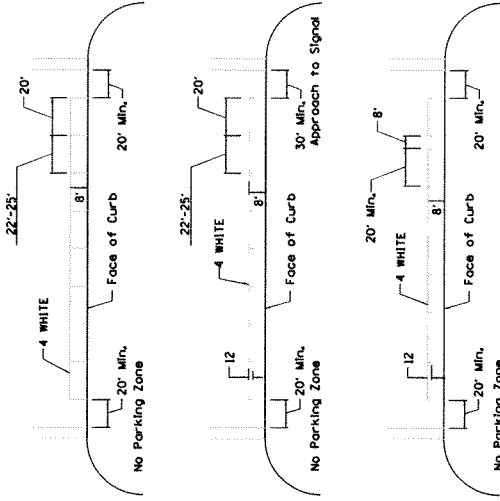 22'-25'
20'
4 WHITE
8'
Face of Curb
20' Min.
20' Min.
No Parking Zone
22'-25'
20'
4 WHITE
8'
12
Face of Curb
20' Min.
30' Min.
Approach to Signal
No Parking Zone
20' Min.
8'
4 WHITE
8'
12
Face of Curb
20' Min.
20' Min.
No Parking Zone